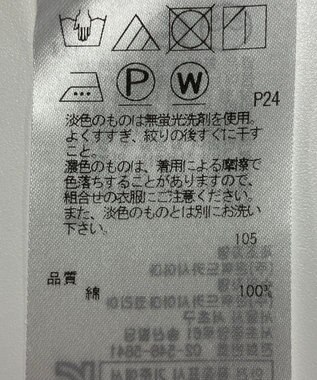 P W
P24
淡色のものは無蛍光洗剤を使用。
よくすすぎ、絞りの後すぐに干す
こと。
濃色のものは、着用による摩擦で
色落ちすることがありますので、
組合せの衣服にご注意ください。
また、淡色のものとは別にお洗い
下さい。
105
品質
綿 100%